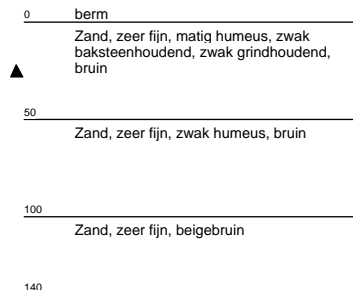 0 berm
Zand, zeer fijn, matig humeus, zwak
baksteenhoudend, zwak grindhoudend,
bruin
50
Zand, zeer fijn, zwak humeus, bruin
100
Zand, zeer fijn, beigebruin
140